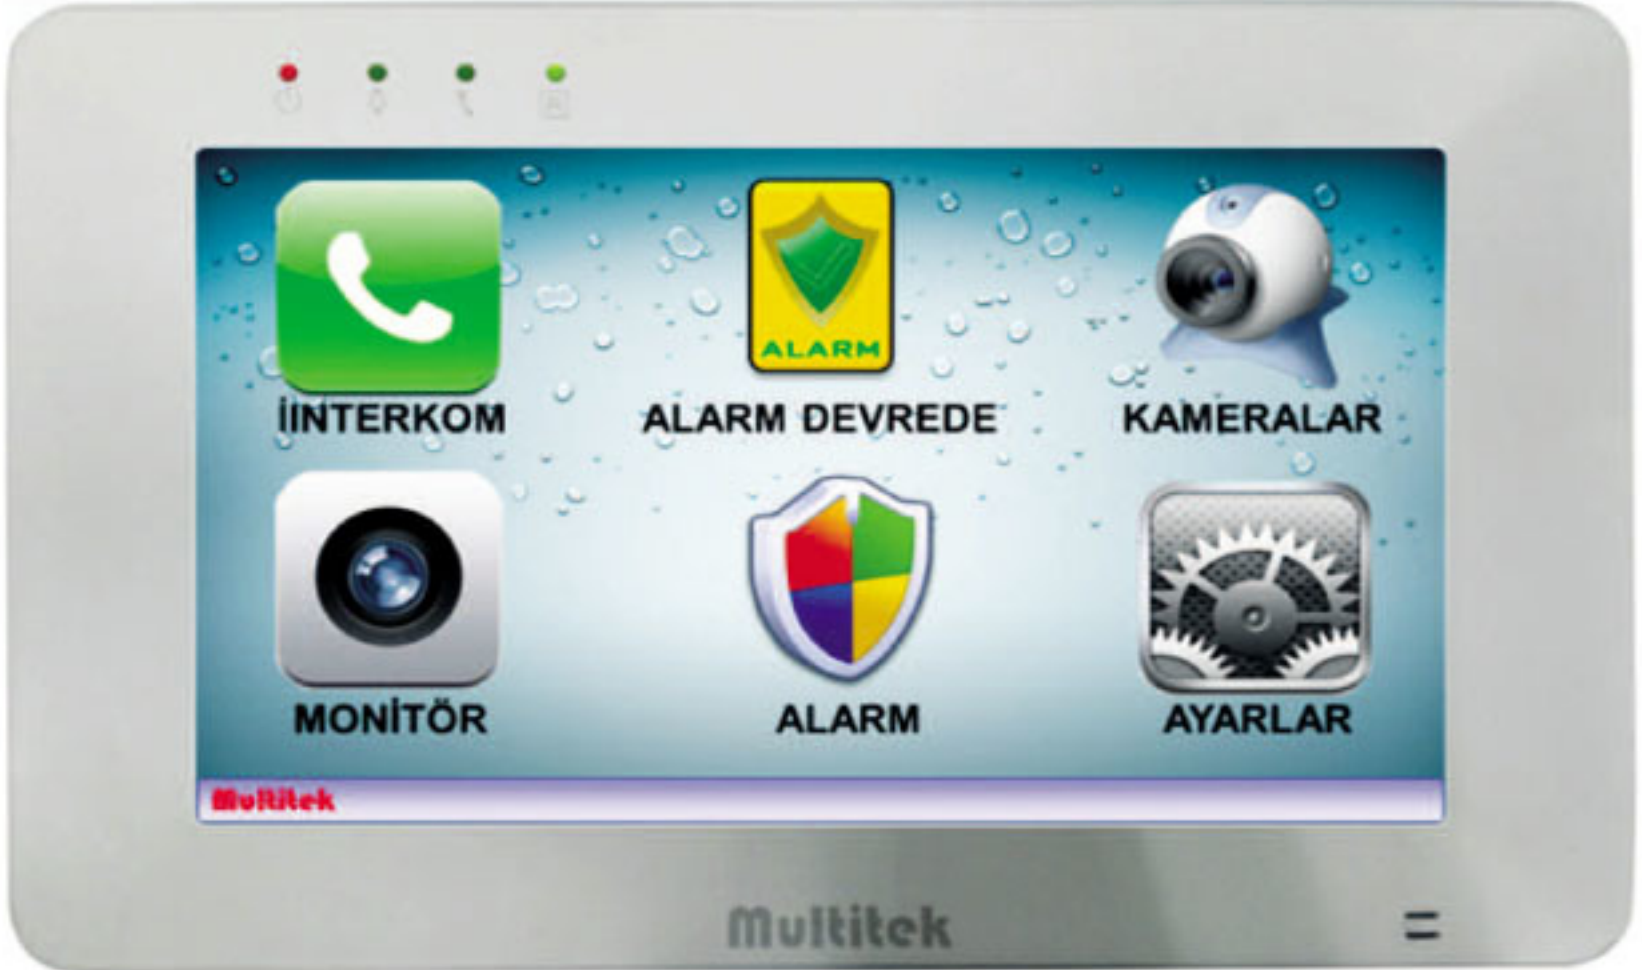 ALARM
İINTERKOM
ALARM DEVREDE
KAMERALAR
MONİTÖR
ALARM
AYARLAR
Multitek
Multitek